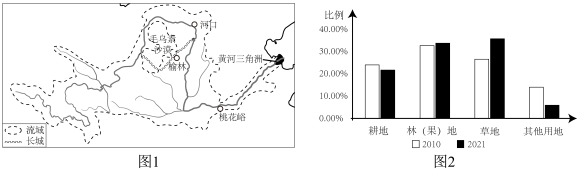 河口
毛乌素
沙漠
榆林
黄河三角洲
桃花峪
流域
长城
图1
比例
40.00%
30.00%
20.00%
10.00%
0.00%
耕地
林（果）地
草地
其他用地
2010
2021
图2